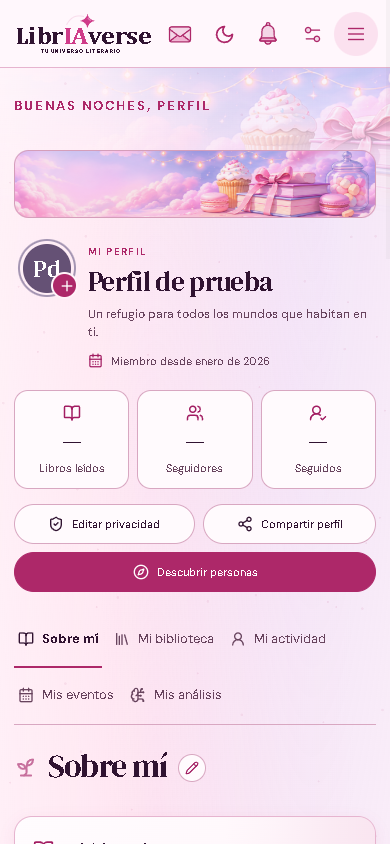 LibrIAverse
TU UNIVERSO LITERARIO
BUENAS NOCHES, PERFIL
Pd
MI PERFIL
Perfil de prueba
Un refugio para todos los mundos que habitan en
ti.
Miembro desde enero de 2026
— — —
Libros leídos Seguidores Seguidos
Editar privacidad Compartir perfil
Descubrir personas
Sobre mí Mi biblioteca Mi actividad
Mis eventos Mis análisis
Sobre mí